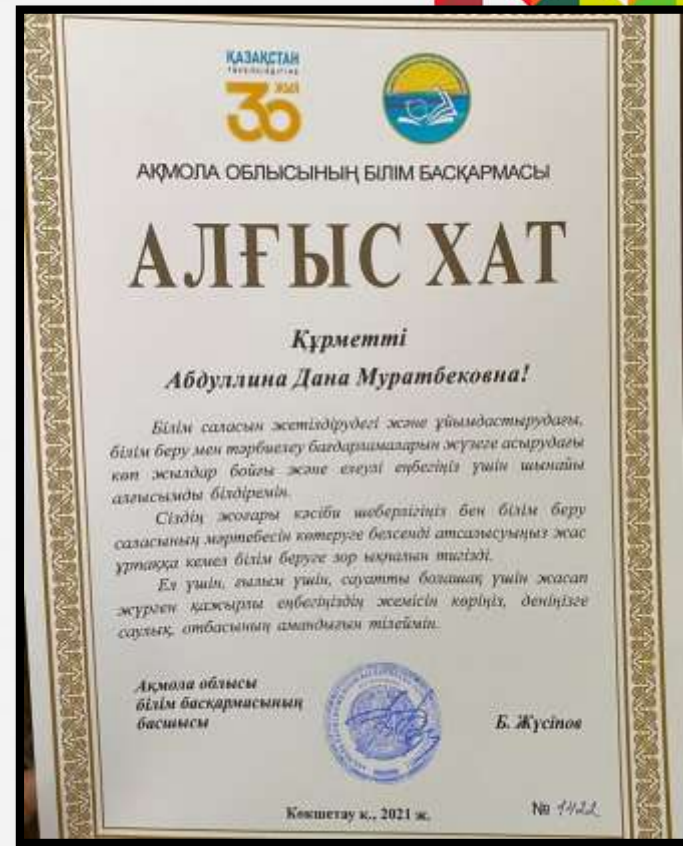 ҚАЗАҚСТАН
ТӘУЕЛСІЗДІГІНЕ
30 ЖЫЛ
АҚМОЛА ОБЛЫСЫНЫҢ БІЛІМ БАСҚАРМАСЫ
АЛҒЫС ХАТ
Құрметті
Абдуллина Дана Муратбековна!
Білім саласын жетілдірудегі және ұйымдастырудағы,
білім беру мен тәрбиелеу бағдарламаларын жүзеге асырудағы
көп жылдар бойғы және елеулі еңбегіңіз үшін шынайы
алғысымды білдіремін.
Сіздің жоғары кәсіби шеберлігіңіз бен білім беру
саласының мәртебесін көтеруге белсенді атсалысуыңыз жас
ұрпаққа кемел білім беруге зор ықпалын тигізді.
Ел үшін, ғылым үшін, сауатты болашақ үшін жасап
жүрген қажырлы еңбегіңіздің жемісін көріңіз, деніңізге
саулық, отбасының амандығын тілеймін.
Ақмола облысы
білім басқармасының
басшысы
Б. Жүсіпов
Көкшетау қ., 2021 ж.
№ 1422